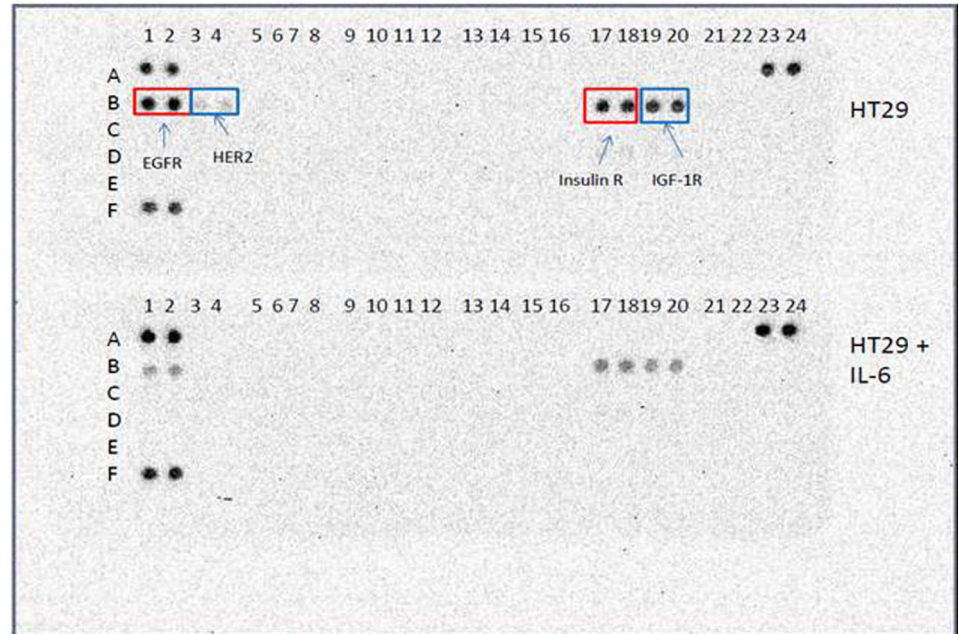 1 2 3 4 5 6 7 8 9 10 11 12 13 14 15 16 17 18 19 20 21 22 23 24
A
B
C
D
E
F
HT29
EGFR
HER2
Insulin R
IGF-1R
1 2 3 4 5 6 7 8 9 10 11 12 13 14 15 16 17 18 19 20 21 22 23 24
A
B
C
D
E
F
HT29 +
IL-6